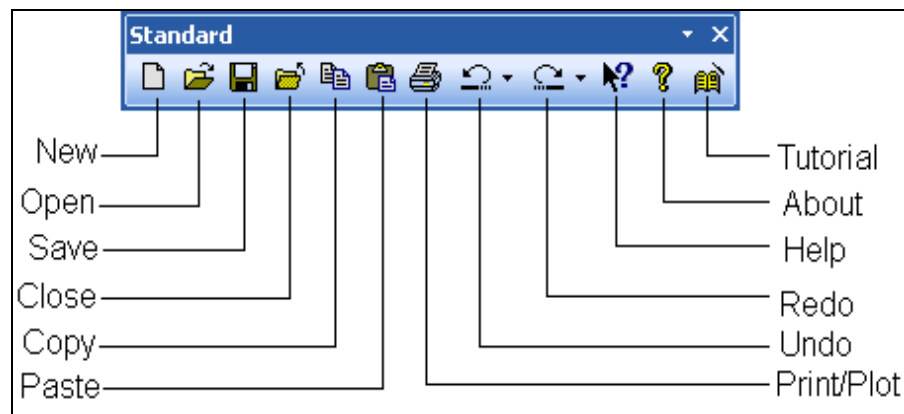 Standard
New
Open
Save
Close
Copy
Paste
Tutorial
About
Help
Redo
Undo
Print/Plot